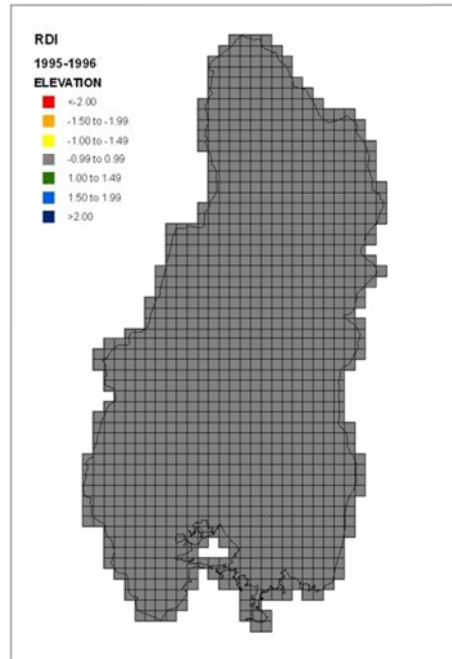 RDI
1995-1996
ELEVATION
<-2.00
-1.50 to -1.99
-1.00 to -1.49
-0.99 to 0.99
1.00 to 1.49
1.50 to 1.99
>2.00